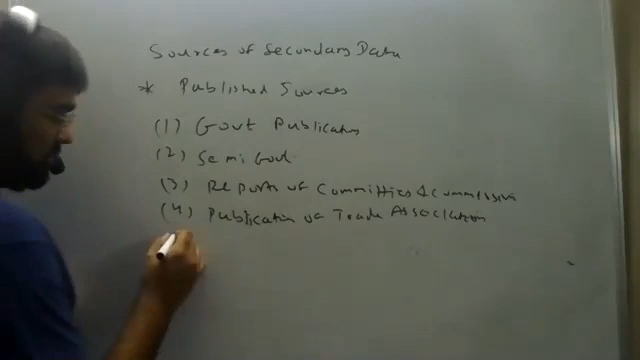 Sources of Secondary Data
* Published Sources
(1) Govt Publication
(2) Semi Govt
(3) Reports of Committies & Commission
(4) Publication of Trade Association